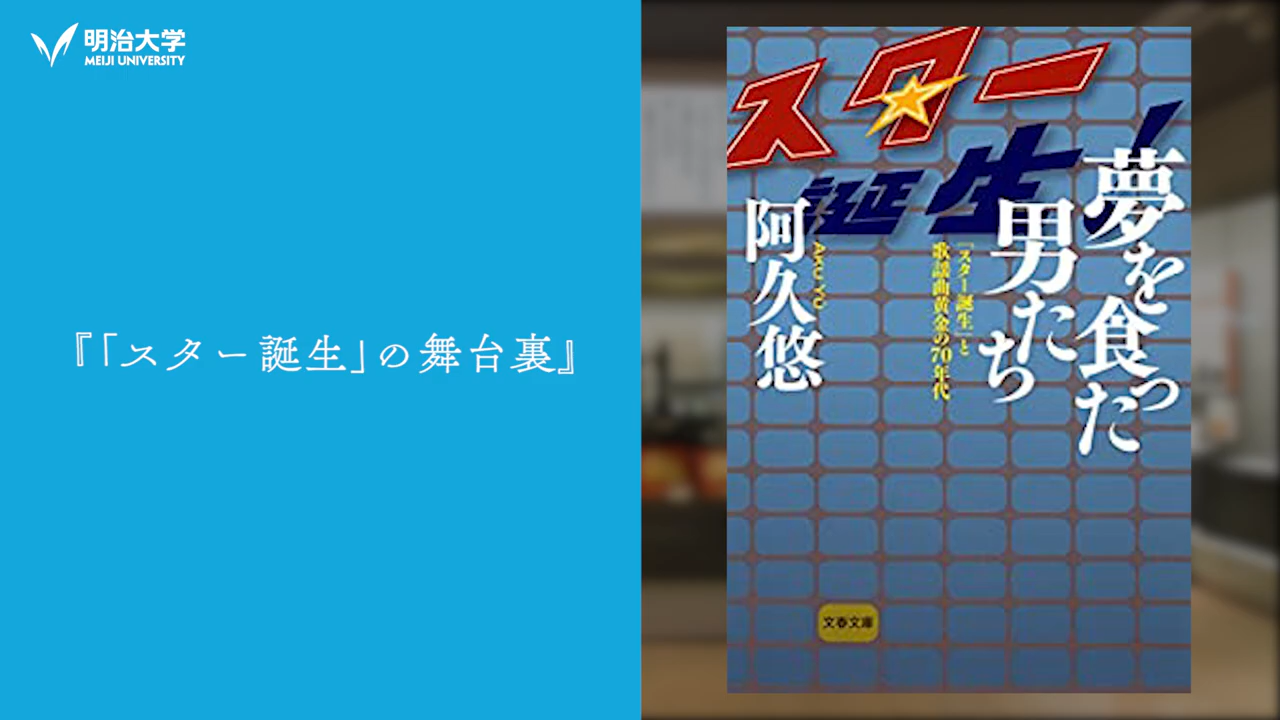 明治大学
MEIJI UNIVERSITY
『「スター誕生」の舞台裏』
スター
誕生!
夢を食った
男たち
「スター誕生」と
歌謡曲黄金の70年代
阿久悠
AKU YU
文春文庫